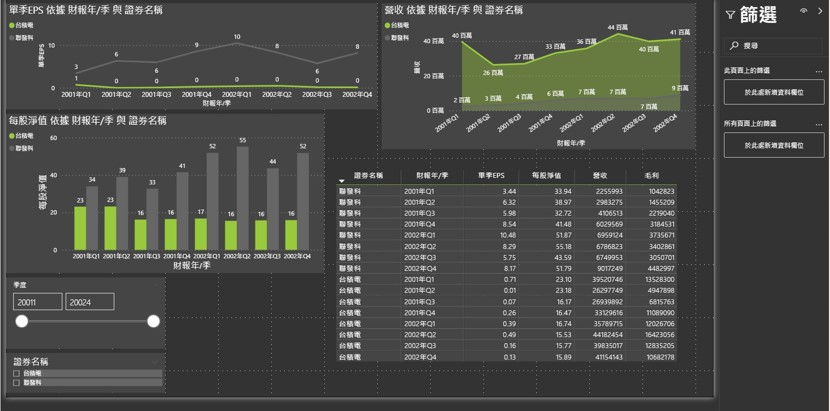 單季EPS 依據 財報年/季 與 證券名稱
台積電
聯發科
單季EPS
10
0
3
6
6
9
10
8
6
8
1
0
0
0
0
0
0
0
2001年Q1 2001年Q2 2001年Q3 2001年Q4 2002年Q1 2002年Q2 2002年Q3 2002年Q4
財報年/季
營收 依據 財報年/季 與 證券名稱
台積電
聯發科
營收
40 百萬
20 百萬
0 百萬
40 百萬
26 百萬
27 百萬
33 百萬
36 百萬
44 百萬
40 百萬
41 百萬
2 百萬
3 百萬
4 百萬
6 百萬
7 百萬
7 百萬
7 百萬
9 百萬
2001年Q1 2001年Q2 2001年Q3 2001年Q4 2002年Q1 2002年Q2 2002年Q3 2002年Q4
財報年/季
每股淨值 依據 財報年/季 與 證券名稱
台積電
聯發科
每股淨值
60
40
20
0
23 34
23 39
16 33
16 41
17 52
16 55
16 44
16 52
2001年Q1 2001年Q2 2001年Q3 2001年Q4 2002年Q1 2002年Q2 2002年Q3 2002年Q4
財報年/季
證券名稱 財報年/季 單季EPS 每股淨值 營收 毛利
聯發科 2001年Q1 3.44 33.94 2255993 1042823
聯發科 2001年Q2 6.32 38.97 2983275 1455209
聯發科 2001年Q3 5.98 32.72 4106513 2219040
聯發科 2001年Q4 8.54 41.48 6029569 3184531
聯發科 2002年Q1 10.48 51.87 6959124 3735671
聯發科 2002年Q2 8.29 55.18 6786823 3402861
聯發科 2002年Q3 5.75 43.59 6749953 3050701
聯發科 2002年Q4 8.17 51.79 9017249 4482997
台積電 2001年Q1 0.71 23.10 39520746 13528300
台積電 2001年Q2 0.01 23.18 26297749 4947898
台積電 2001年Q3 0.07 16.17 26939892 6815763
台積電 2001年Q4 0.26 16.47 33129616 11089090
台積電 2002年Q1 0.39 16.74 35789715 12026706
台積電 2002年Q2 0.49 15.53 44182454 16423056
台積電 2002年Q3 0.16 15.77 39835017 12835205
台積電 2002年Q4 0.13 15.89 41154143 10682178
季度
20011 20024
證券名稱
台積電
聯發科
篩選
搜尋
此頁面上的篩選
於此處新增資料欄位
所有頁面上的篩選
於此處新增資料欄位